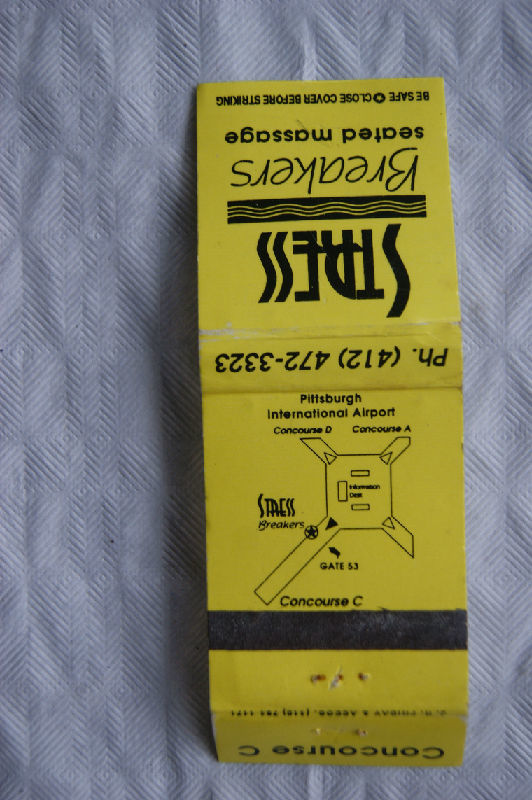 BE SAFE ✪ CLOSE COVER BEFORE STRIKING
STRESS
Breakers
seated massage
Ph. (412) 472-3323
Pittsburgh
International Airport
Concourse D
Concourse A
Information
Desk
STRESS
Breakers
GATE 53
Concourse C
Concourse C